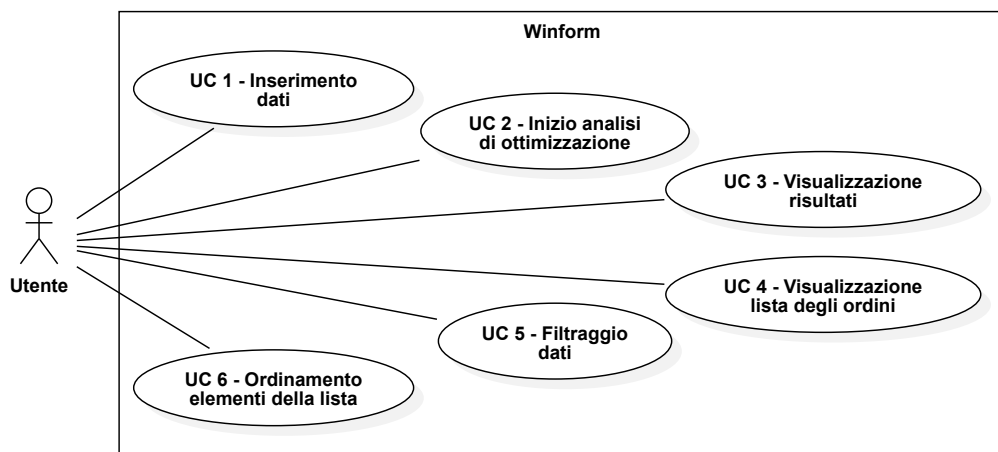 Winform
UC 1 - Inserimento
dati
UC 2 - Inizio analisi
di ottimizzazione
UC 3 - Visualizzazione
risultati
Utente
UC 4 - Visualizzazione
lista degli ordini
UC 5 - Filtraggio
dati
UC 6 - Ordinamento
elementi della lista